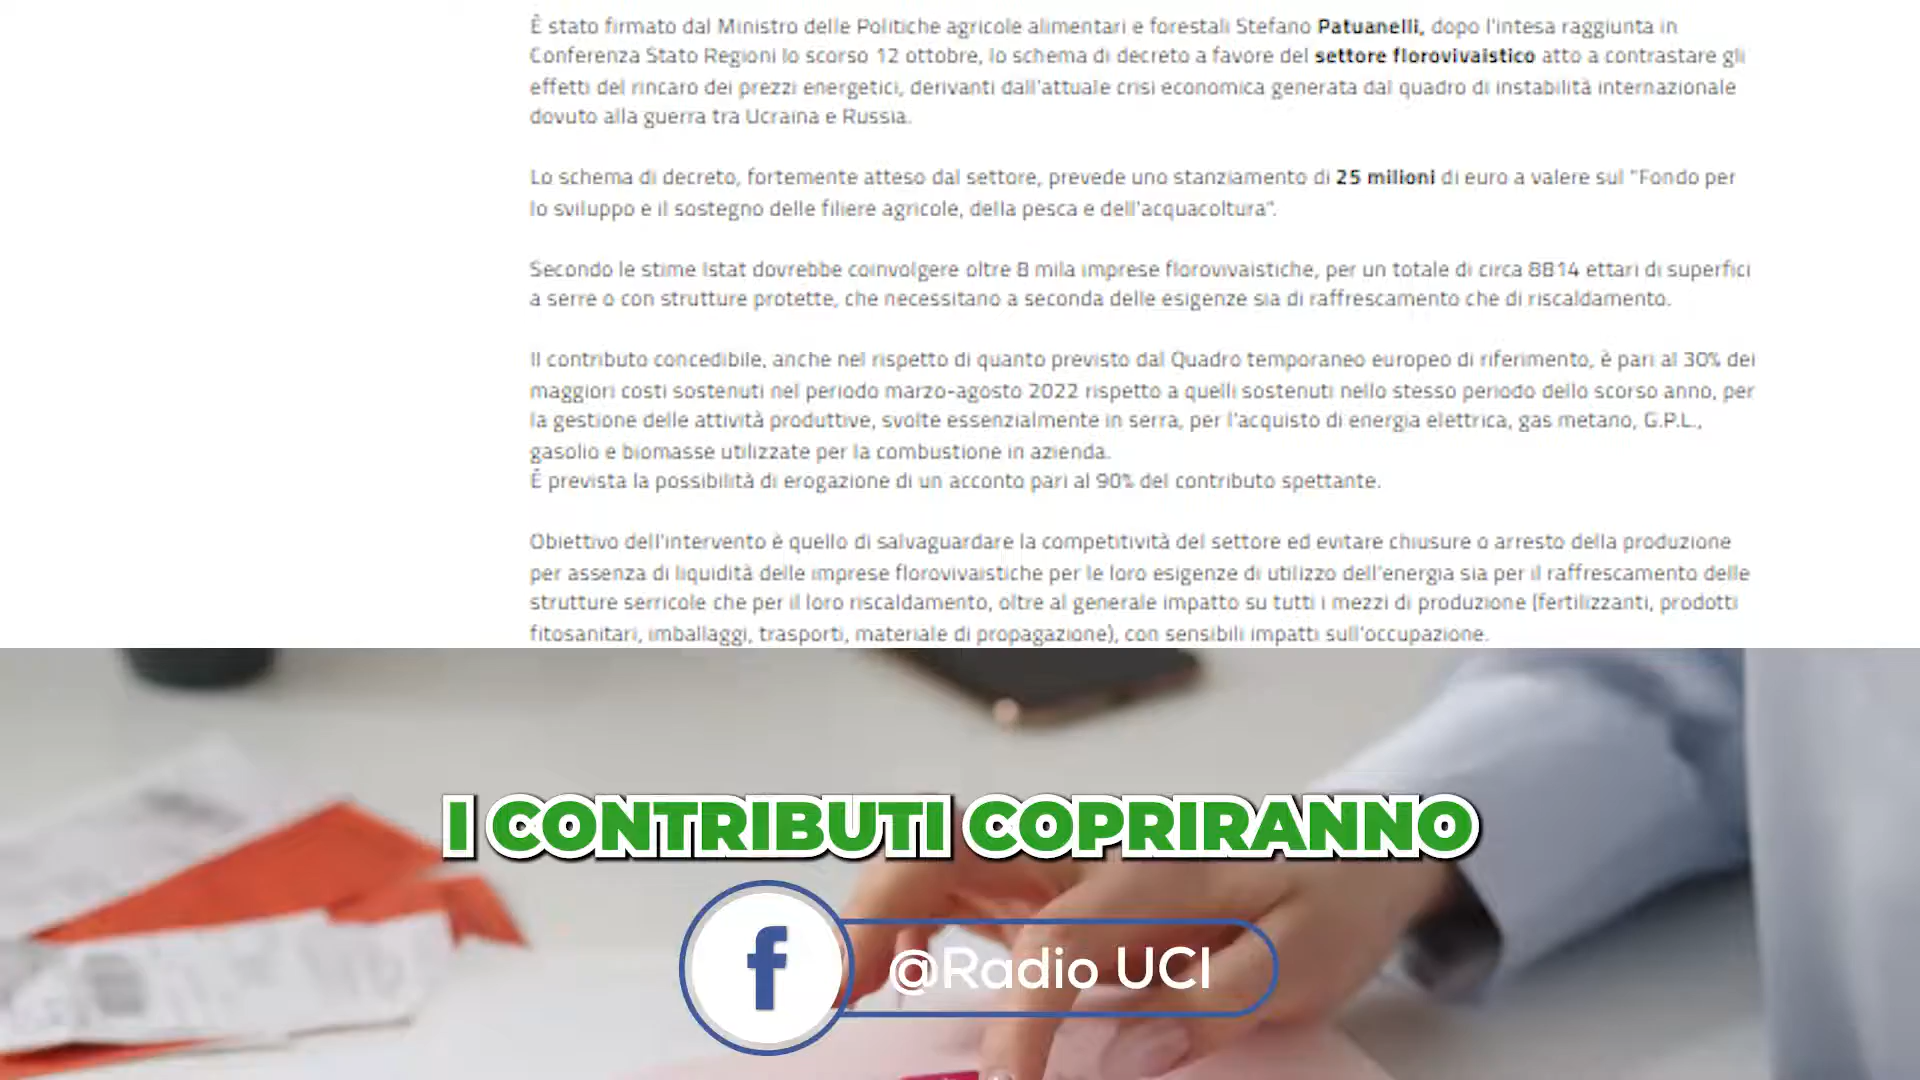 È stato firmato dal Ministro delle Politiche agricole alimentari e forestali Stefano Patuanelli, dopo l'intesa raggiunta in
Conferenza Stato Regioni lo scorso 12 ottobre, lo schema di decreto a favore del settore florovivaistico atto a contrastare gli
effetti del rincaro dei prezzi energetici, derivanti dall'attuale crisi economica generata dal quadro di instabilità internazionale
dovuto alla guerra tra Ucraina e Russia.
Lo schema di decreto, fortemente atteso dal settore, prevede uno stanziamento di 25 milioni di euro a valere sul "Fondo per
lo sviluppo e il sostegno delle filiere agricole, della pesca e dell'acquacoltura".
Secondo le stime Istat dovrebbe coinvolgere oltre 8 mila imprese florovivaistiche, per un totale di circa 8814 ettari di superfici
a serre o con strutture protette, che necessitano a seconda delle esigenze sia di raffrescamento che di riscaldamento.
Il contributo concedibile, anche nel rispetto di quanto previsto dal Quadro temporaneo europeo di riferimento, è pari al 30% dei
maggiori costi sostenuti nel periodo marzo-agosto 2022 rispetto a quelli sostenuti nello stesso periodo dello scorso anno, per
la gestione delle attività produttive, svolte essenzialmente in serra, per l'acquisto di energia elettrica, gas metano, G.P.L.,
gasolio e biomasse utilizzate per la combustione in azienda.
È prevista la possibilità di erogazione di un acconto pari al 90% del contributo spettante.
Obiettivo dell'intervento è quello di salvaguardare la competitività del settore ed evitare chiusure o arresto della produzione
per assenza di liquidità delle imprese florovivaistiche per le loro esigenze di utilizzo dell'energia sia per il raffrescamento delle
strutture serricole che per il loro riscaldamento, oltre al generale impatto su tutti i mezzi di produzione (fertilizzanti, prodotti
fitosanitari, imballaggi, trasporti, materiale di propagazione), con sensibili impatti sull'occupazione.
I CONTRIBUTI COPRIRANNO
f
@Radio UCI